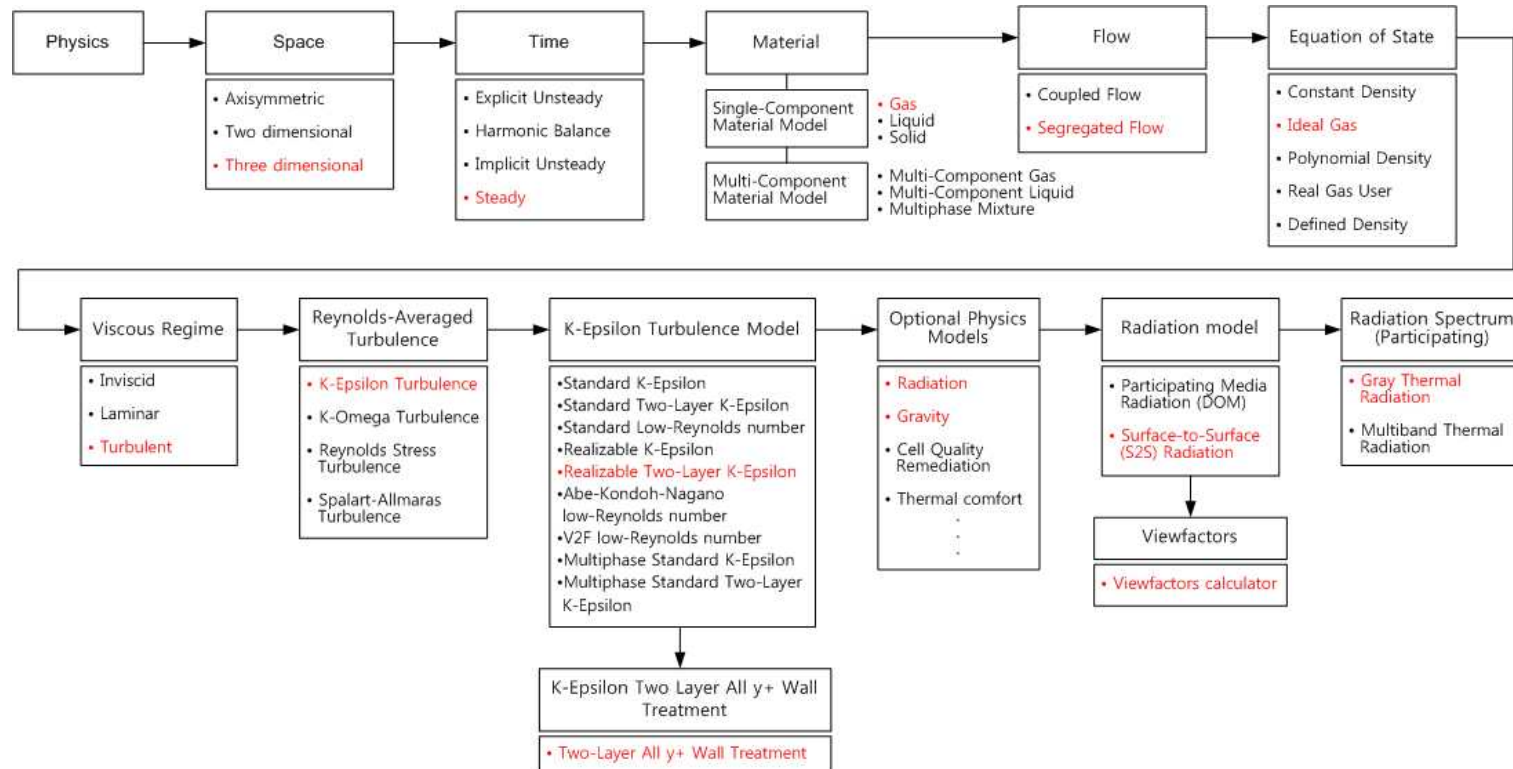 Physics
Space
• Axisymmetric
• Two dimensional
• Three dimensional
Time
• Explicit Unsteady
• Harmonic Balance
• Implicit Unsteady
• Steady
Material
Single-Component
Material Model
• Gas
• Liquid
• Solid
Multi-Component
Material Model
• Multi-Component Gas
• Multi-Component Liquid
• Multiphase Mixture
Flow
• Coupled Flow
• Segregated Flow
Equation of State
• Constant Density
• Ideal Gas
• Polynomial Density
• Real Gas User
• Defined Density
Viscous Regime
• Inviscid
• Laminar
• Turbulent
Reynolds-Averaged
Turbulence
• K-Epsilon Turbulence
• K-Omega Turbulence
• Reynolds Stress
Turbulence
• Spalart-Allmaras
Turbulence
K-Epsilon Turbulence Model
•Standard K-Epsilon
•Standard Two-Layer K-Epsilon
•Standard Low-Reynolds number
•Realizable K-Epsilon
•Realizable Two-Layer K-Epsilon
•Abe-Kondoh-Nagano
low-Reynolds number
•V2F low-Reynolds number
•Multiphase Standard K-Epsilon
•Multiphase Standard Two-Layer
K-Epsilon
K-Epsilon Two Layer All y+ Wall
Treatment
• Two-Layer All y+ Wall Treatment
Optional Physics
Models
• Radiation
• Gravity
• Cell Quality
Remediation
• Thermal comfort
.
.
.
Radiation model
• Participating Media
Radiation (DOM)
• Surface-to-Surface
(S2S) Radiation
Viewfactors
• Viewfactors calculator
Radiation Spectrum
(Participating)
• Gray Thermal
Radiation
• Multiband Thermal
Radiation